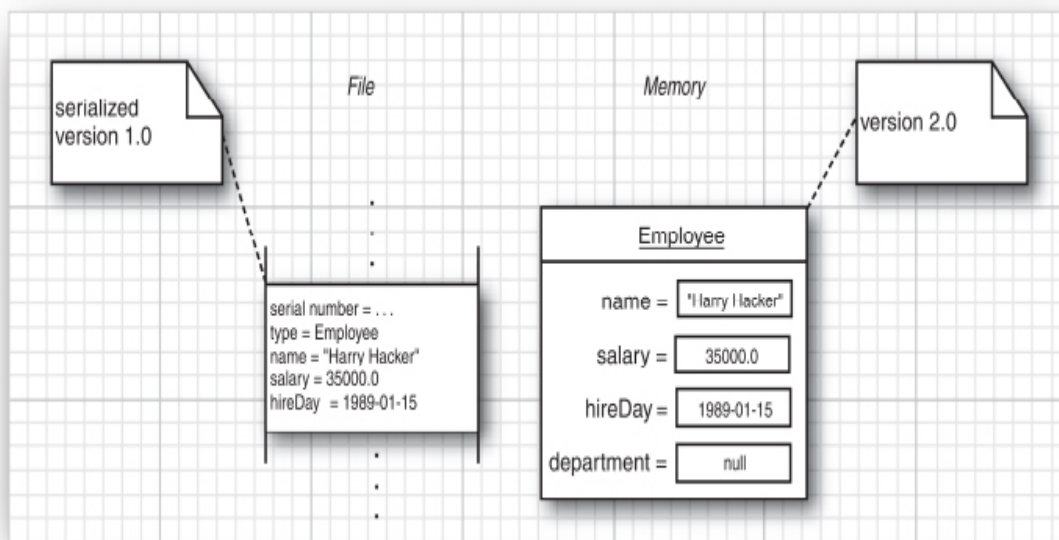 File
Memory
serialized
version 1.0
version 2.0
serial number = . . .
type = Employee
name = "Harry Hacker"
salary = 35000.0
hireDay = 1989-01-15
Employee
name = "Harry Hacker"
salary = 35000.0
hireDay = 1989-01-15
department = null